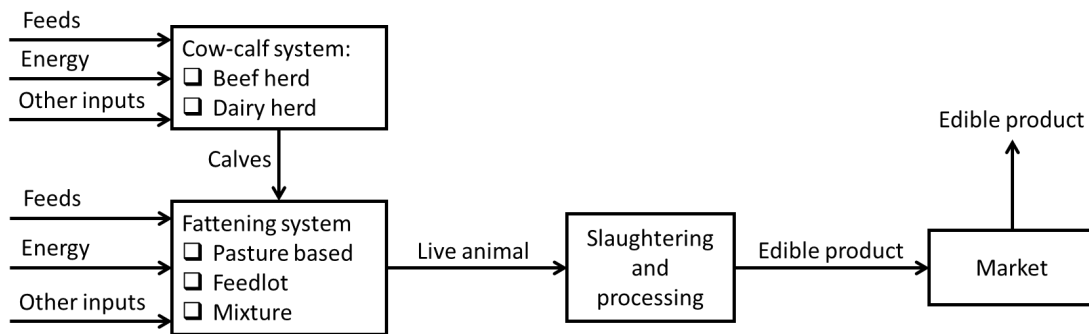 Feeds
Energy
Other inputs
Cow-calf system:
❑ Beef herd
❑ Dairy herd
Calves
Edible product
Feeds
Energy
Other inputs
Fattening system
❑ Pasture based
❑ Feedlot
❑ Mixture
Live animal
Slaughtering
and
processing
Edible product
Market